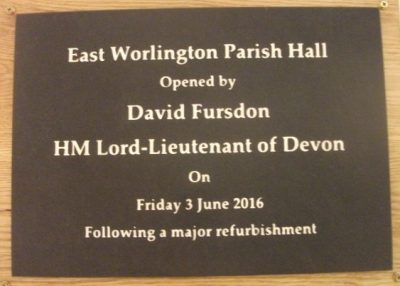 East Worlington Parish Hall
Opened by
David Fursdon
HM Lord-Lieutenant of Devon
On
Friday 3 June 2016
Following a major refurbishment